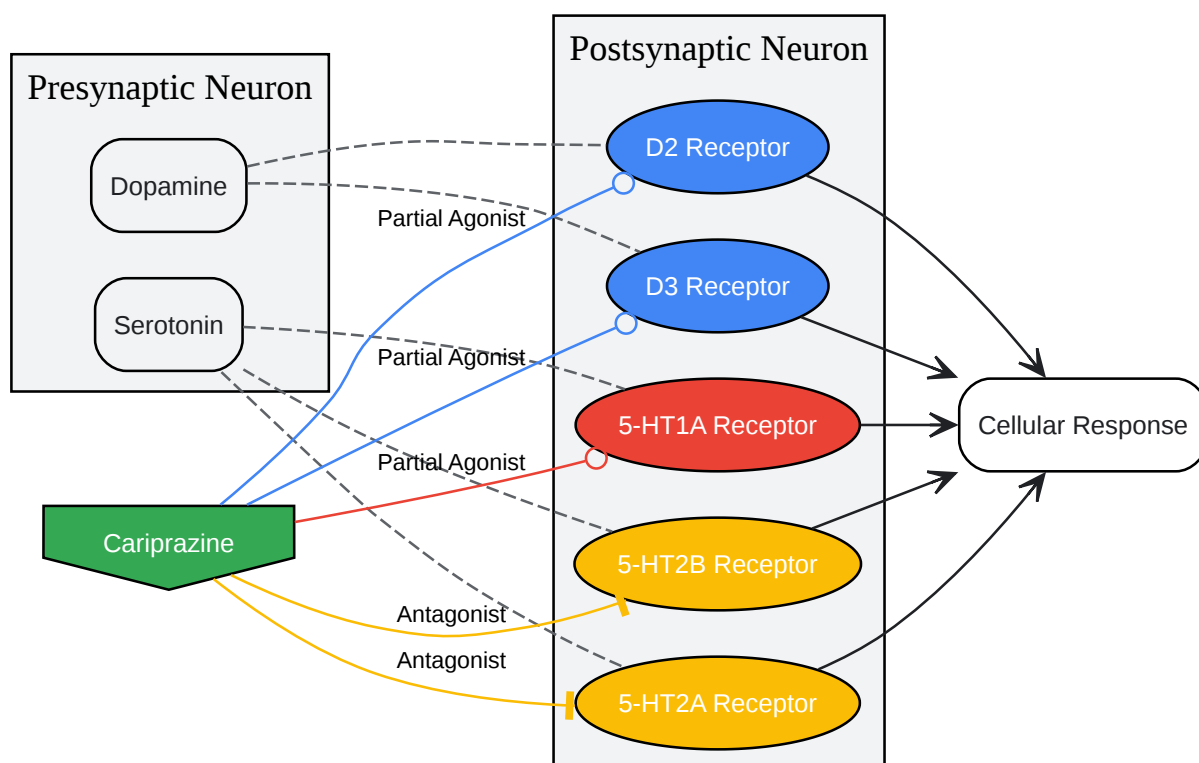 Presynaptic Neuron
Dopamine
Serotonin
Cariprazine
Partial Agonist
Partial Agonist
Partial Agonist
Antagonist
Antagonist
Postsynaptic Neuron
D2 Receptor
D3 Receptor
5-HT1A Receptor
5-HT2B Receptor
5-HT2A Receptor
Cellular Response